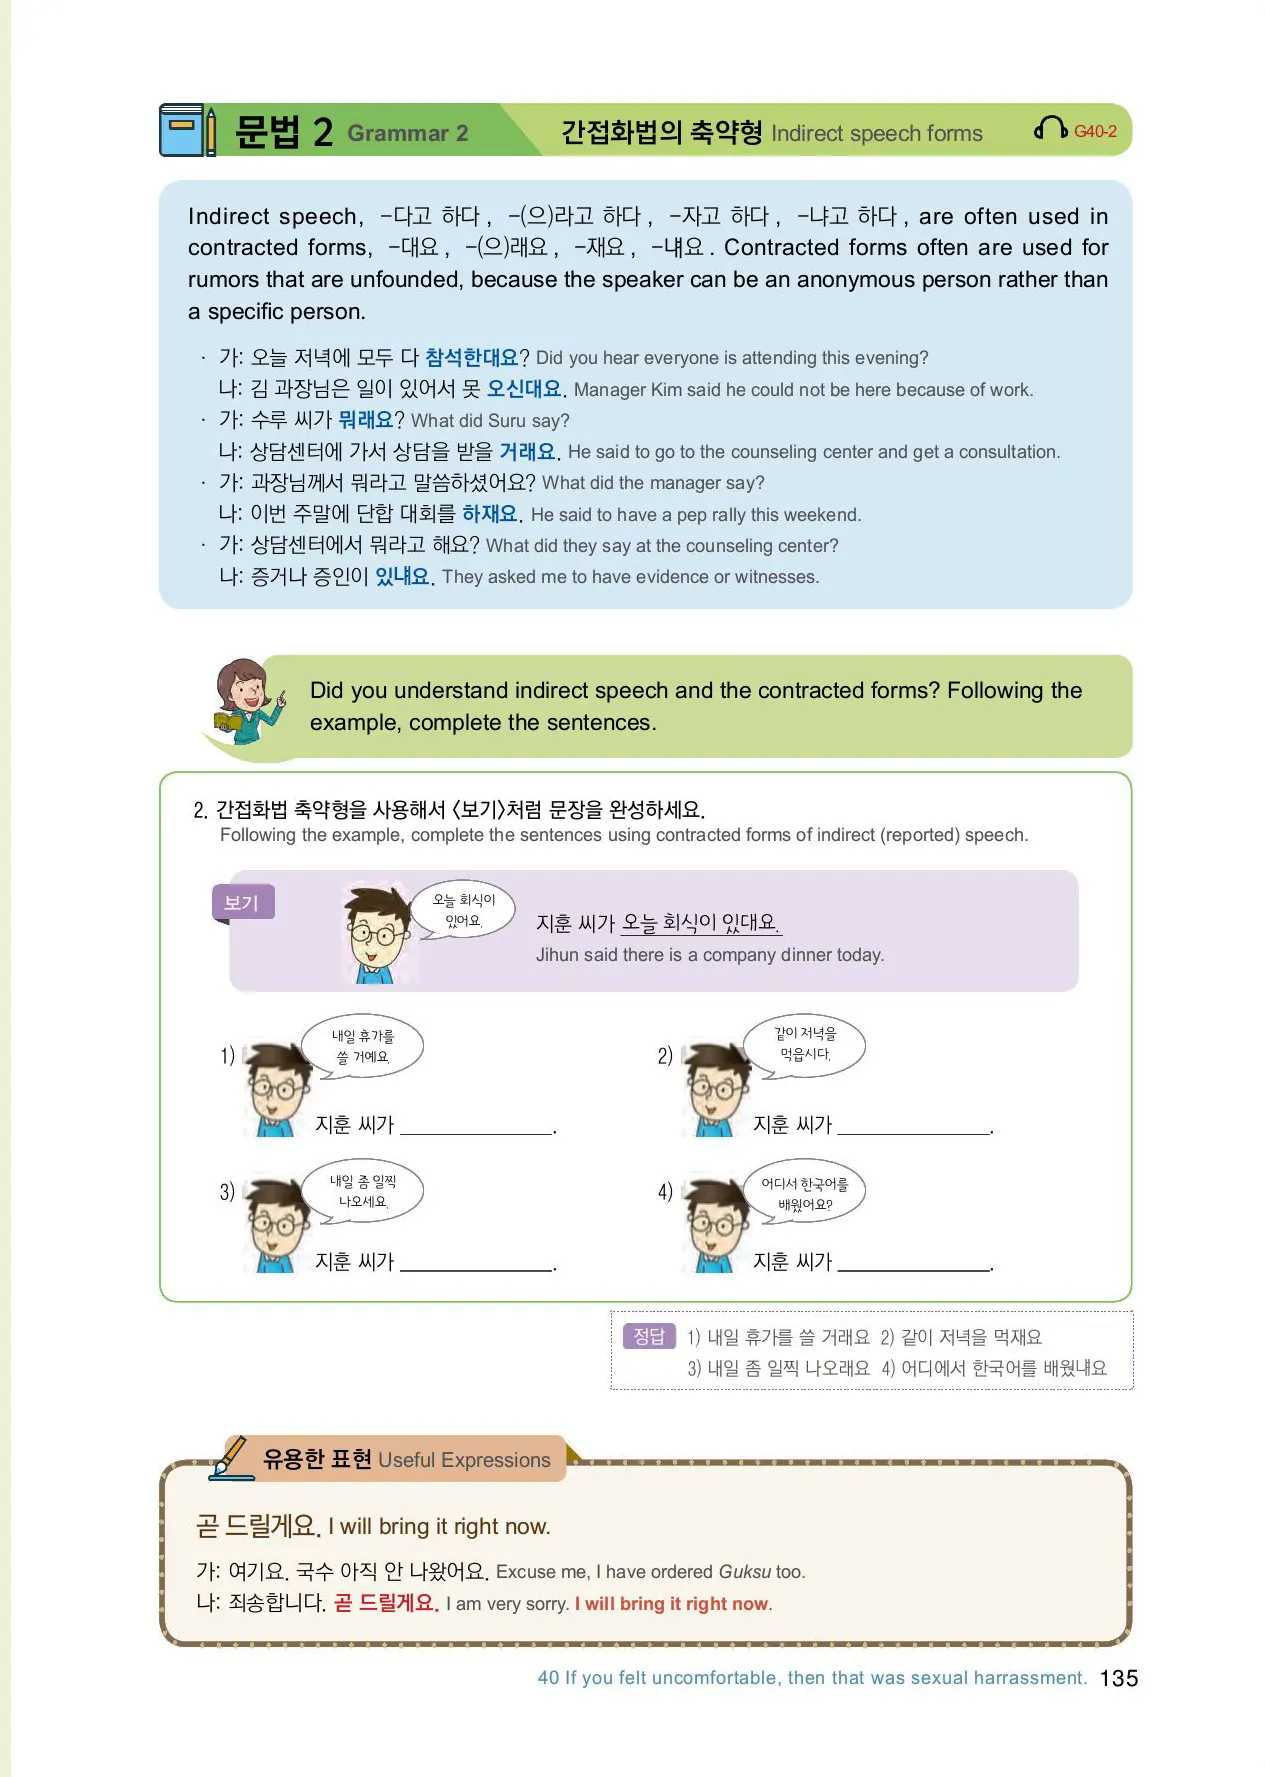 문법 2 Grammar 2 간접화법의 축약형 Indirect speech forms G40-2
Indirect speech, -다고 하다, -(으)라고 하다, -자고 하다, -냐고 하다, are often used in
contracted forms, -대요, -(으)래요, -재요, -냬요. Contracted forms often are used for
rumors that are unfounded, because the speaker can be an anonymous person rather than
a specific person.
· 가: 오늘 저녁에 모두 다 참석한대요? Did you hear everyone is attending this evening?
나: 김 과장님은 일이 있어서 못 오신대요. Manager Kim said he could not be here because of work.
· 가: 수루 씨가 뭐래요? What did Suru say?
나: 상담센터에 가서 상담을 받을 거래요. He said to go to the counseling center and get a consultation.
· 가: 과장님께서 뭐라고 말씀하셨어요? What did the manager say?
나: 이번 주말에 단합 대회를 하재요. He said to have a pep rally this weekend.
· 가: 상담센터에서 뭐라고 해요? What did they say at the counseling center?
나: 증거나 증인이 있냬요. They asked me to have evidence or witnesses.
Did you understand indirect speech and the contracted forms? Following the
example, complete the sentences.
2. 간접화법 축약형을 사용해서 <보기>처럼 문장을 완성하세요.
Following the example, complete the sentences using contracted forms of indirect (reported) speech.
보기
오늘 회식이
있어요.
지훈 씨가 오늘 회식이 있대요.
Jihun said there is a company dinner today.
1)
내일 휴가를
쓸 거예요.
지훈 씨가 ______________.
2)
같이 저녁을
먹읍시다.
지훈 씨가 ______________.
3)
내일 좀 일찍
나오세요.
지훈 씨가 ______________.
4)
어디서 한국어를
배웠어요?
지훈 씨가 ______________.
정답 1) 내일 휴가를 쓸 거래요 2) 같이 저녁을 먹재요
3) 내일 좀 일찍 나오래요 4) 어디에서 한국어를 배웠냬요
유용한 표현 Useful Expressions
곧 드릴게요. I will bring it right now.
가: 여기요. 국수 아직 안 나왔어요. Excuse me, I have ordered Guksu too.
나: 죄송합니다. 곧 드릴게요. I am very sorry. I will bring it right now.
40 If you felt uncomfortable, then that was sexual harrassment. 135